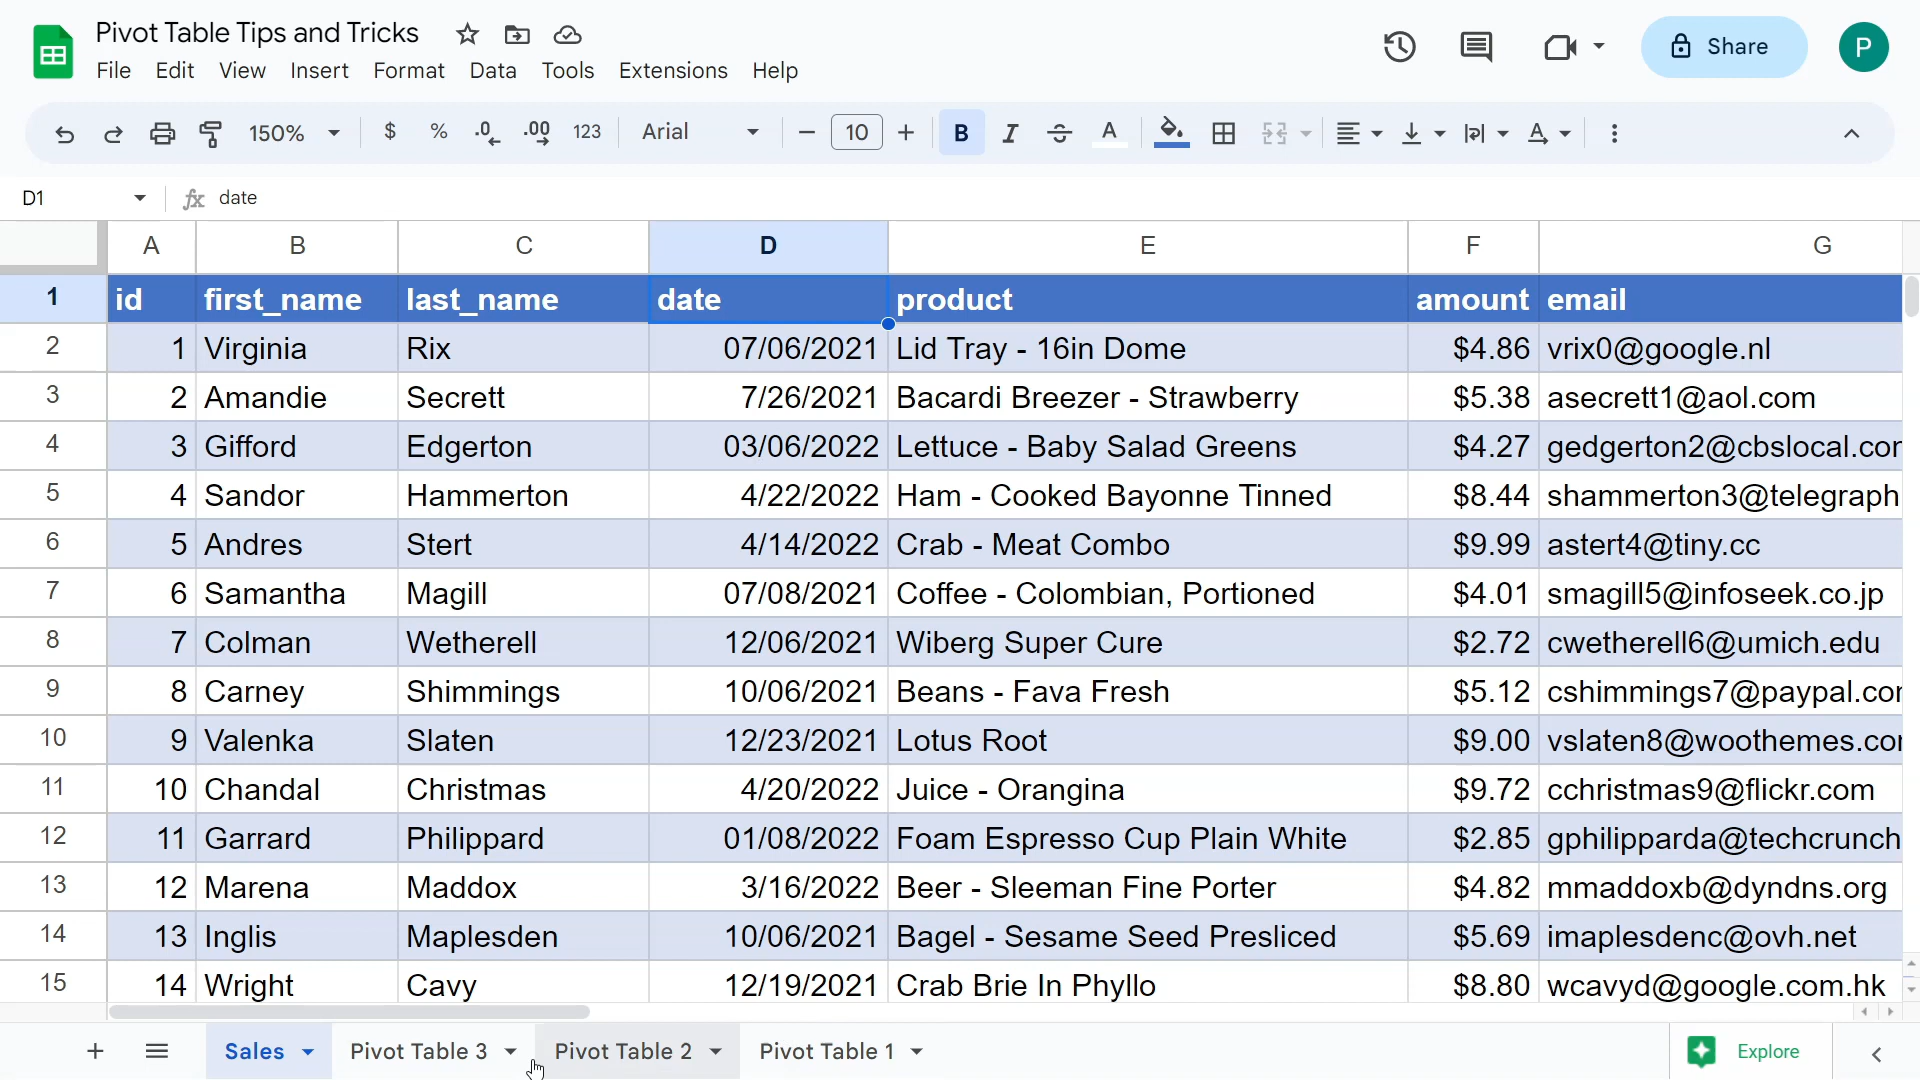 Pivot Table Tips and Tricks
File Edit View Insert Format Data Tools Extensions Help
Share
P
150% $ % .0 .00 123 Arial 10 B I S A A
D1 fx date
A B C D E F G
1 id first_name last_name date product amount email
2 1 Virginia Rix 07/06/2021 Lid Tray - 16in Dome $4.86 vrix0@google.nl
3 2 Amandie Secrett 7/26/2021 Bacardi Breezer - Strawberry $5.38 asecrett1@aol.com
4 3 Gifford Edgerton 03/06/2022 Lettuce - Baby Salad Greens $4.27 gedgerton2@cbslocal.cor
5 4 Sandor Hammerton 4/22/2022 Ham - Cooked Bayonne Tinned $8.44 shammerton3@telegraph
6 5 Andres Stert 4/14/2022 Crab - Meat Combo $9.99 astert4@tiny.cc
7 6 Samantha Magill 07/08/2021 Coffee - Colombian, Portioned $4.01 smagill5@infoseek.co.jp
8 7 Colman Wetherell 12/06/2021 Wiberg Super Cure $2.72 cwetherell6@umich.edu
9 8 Carney Shimmings 10/06/2021 Beans - Fava Fresh $5.12 cshimmings7@paypal.cor
10 9 Valenka Slaten 12/23/2021 Lotus Root $9.00 vslaten8@woothemes.cor
11 10 Chandal Christmas 4/20/2022 Juice - Orangina $9.72 cchristmas9@flickr.com
12 11 Garrard Philippard 01/08/2022 Foam Espresso Cup Plain White $2.85 gphilipparda@techcrunch
13 12 Marena Maddox 3/16/2022 Beer - Sleeman Fine Porter $4.82 mmaddoxb@dyndns.org
14 13 Inglis Maplesden 10/06/2021 Bagel - Sesame Seed Presliced $5.69 imaplesdenc@ovh.net
15 14 Wright Cavy 12/19/2021 Crab Brie In Phyllo $8.80 wcavyd@google.com.hk
Sales Pivot Table 3 Pivot Table 2 Pivot Table 1 Explore